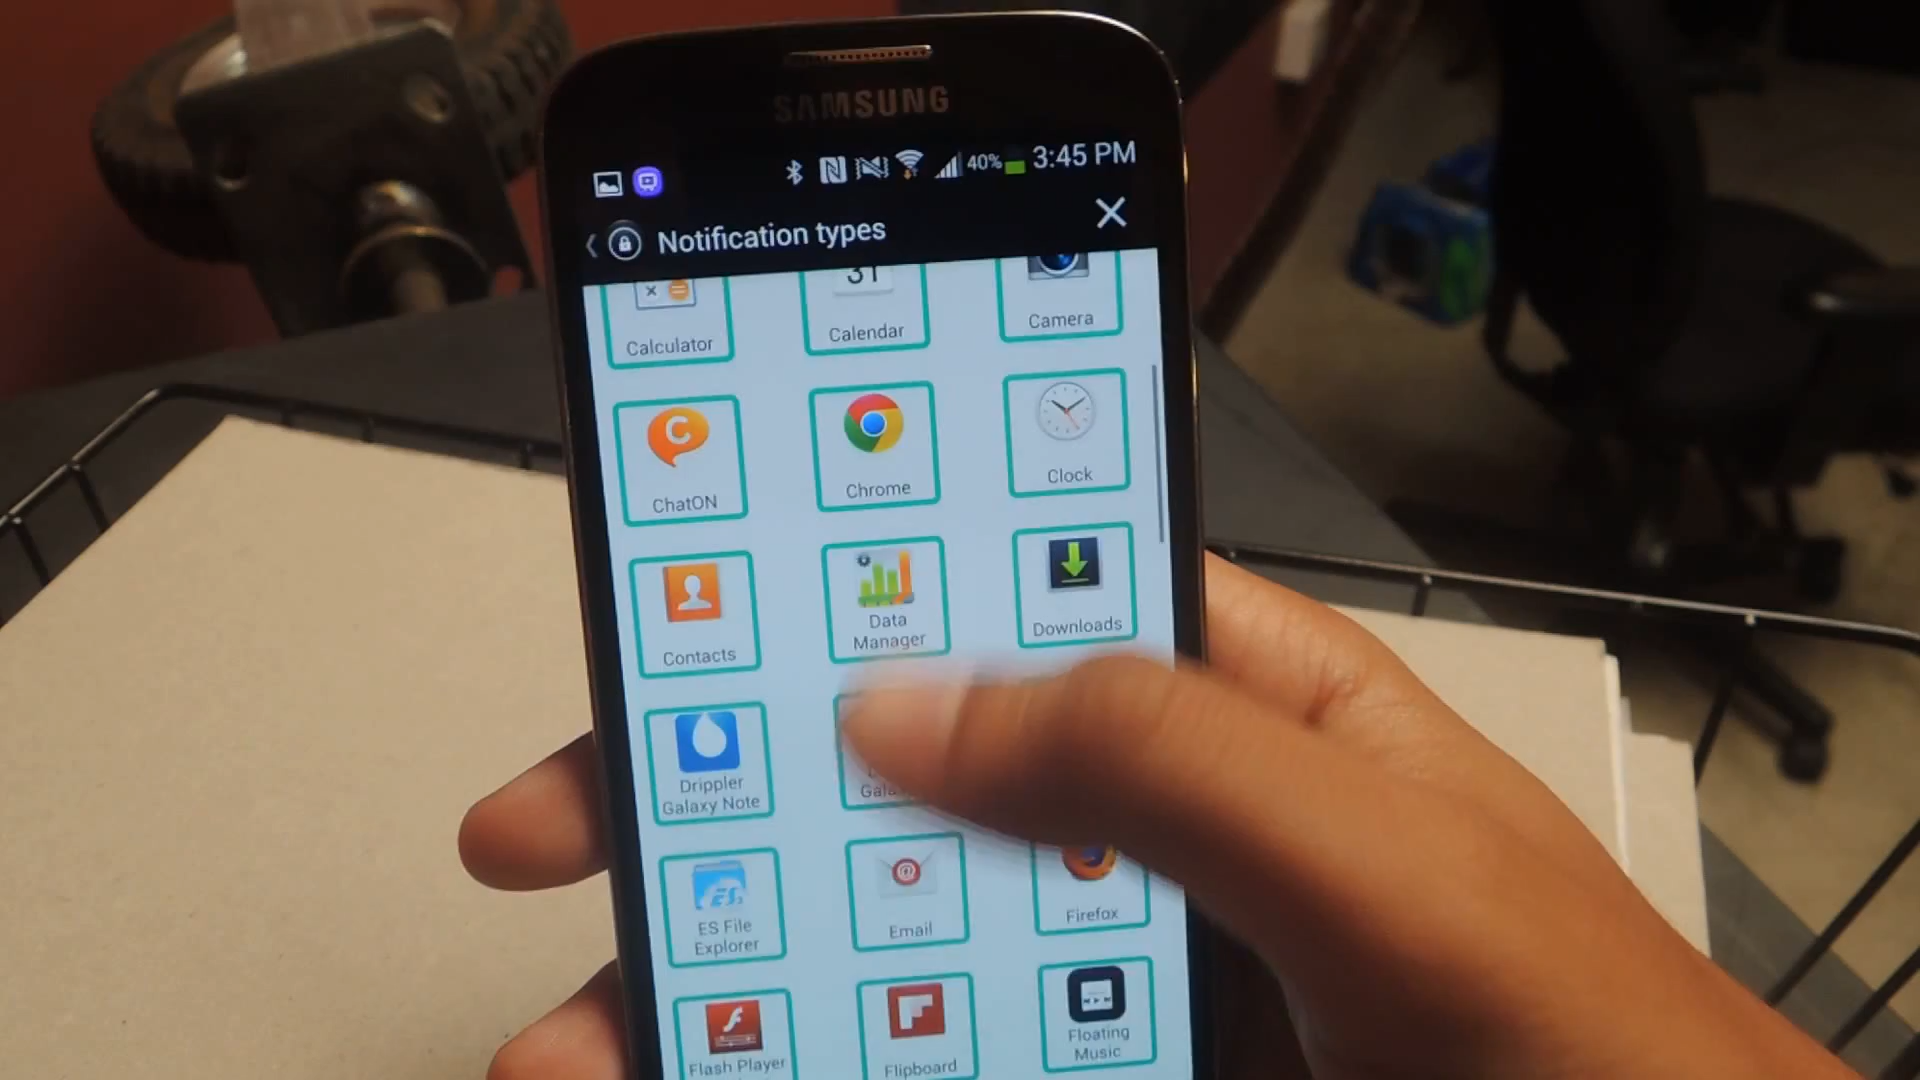 SAMSUNG
40% 3:45 PM
Notification types
31
Calculator
Calendar
Camera
C
ChatON
Chrome
Clock
Contacts
Data
Manager
Downloads
Drippler
Galaxy Note
ES File
Explorer
@
Email
Firefox
Flash Player
Flipboard
Floating
Music